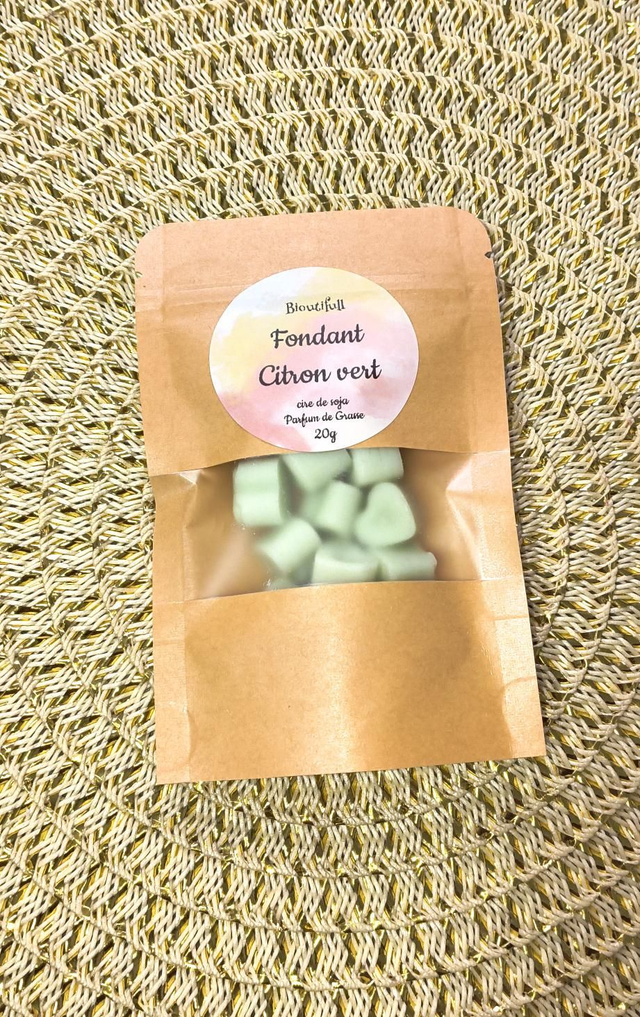 Bioutifull
Fondant
Citron vert
cire de soja
Parfum de Grasse
20g